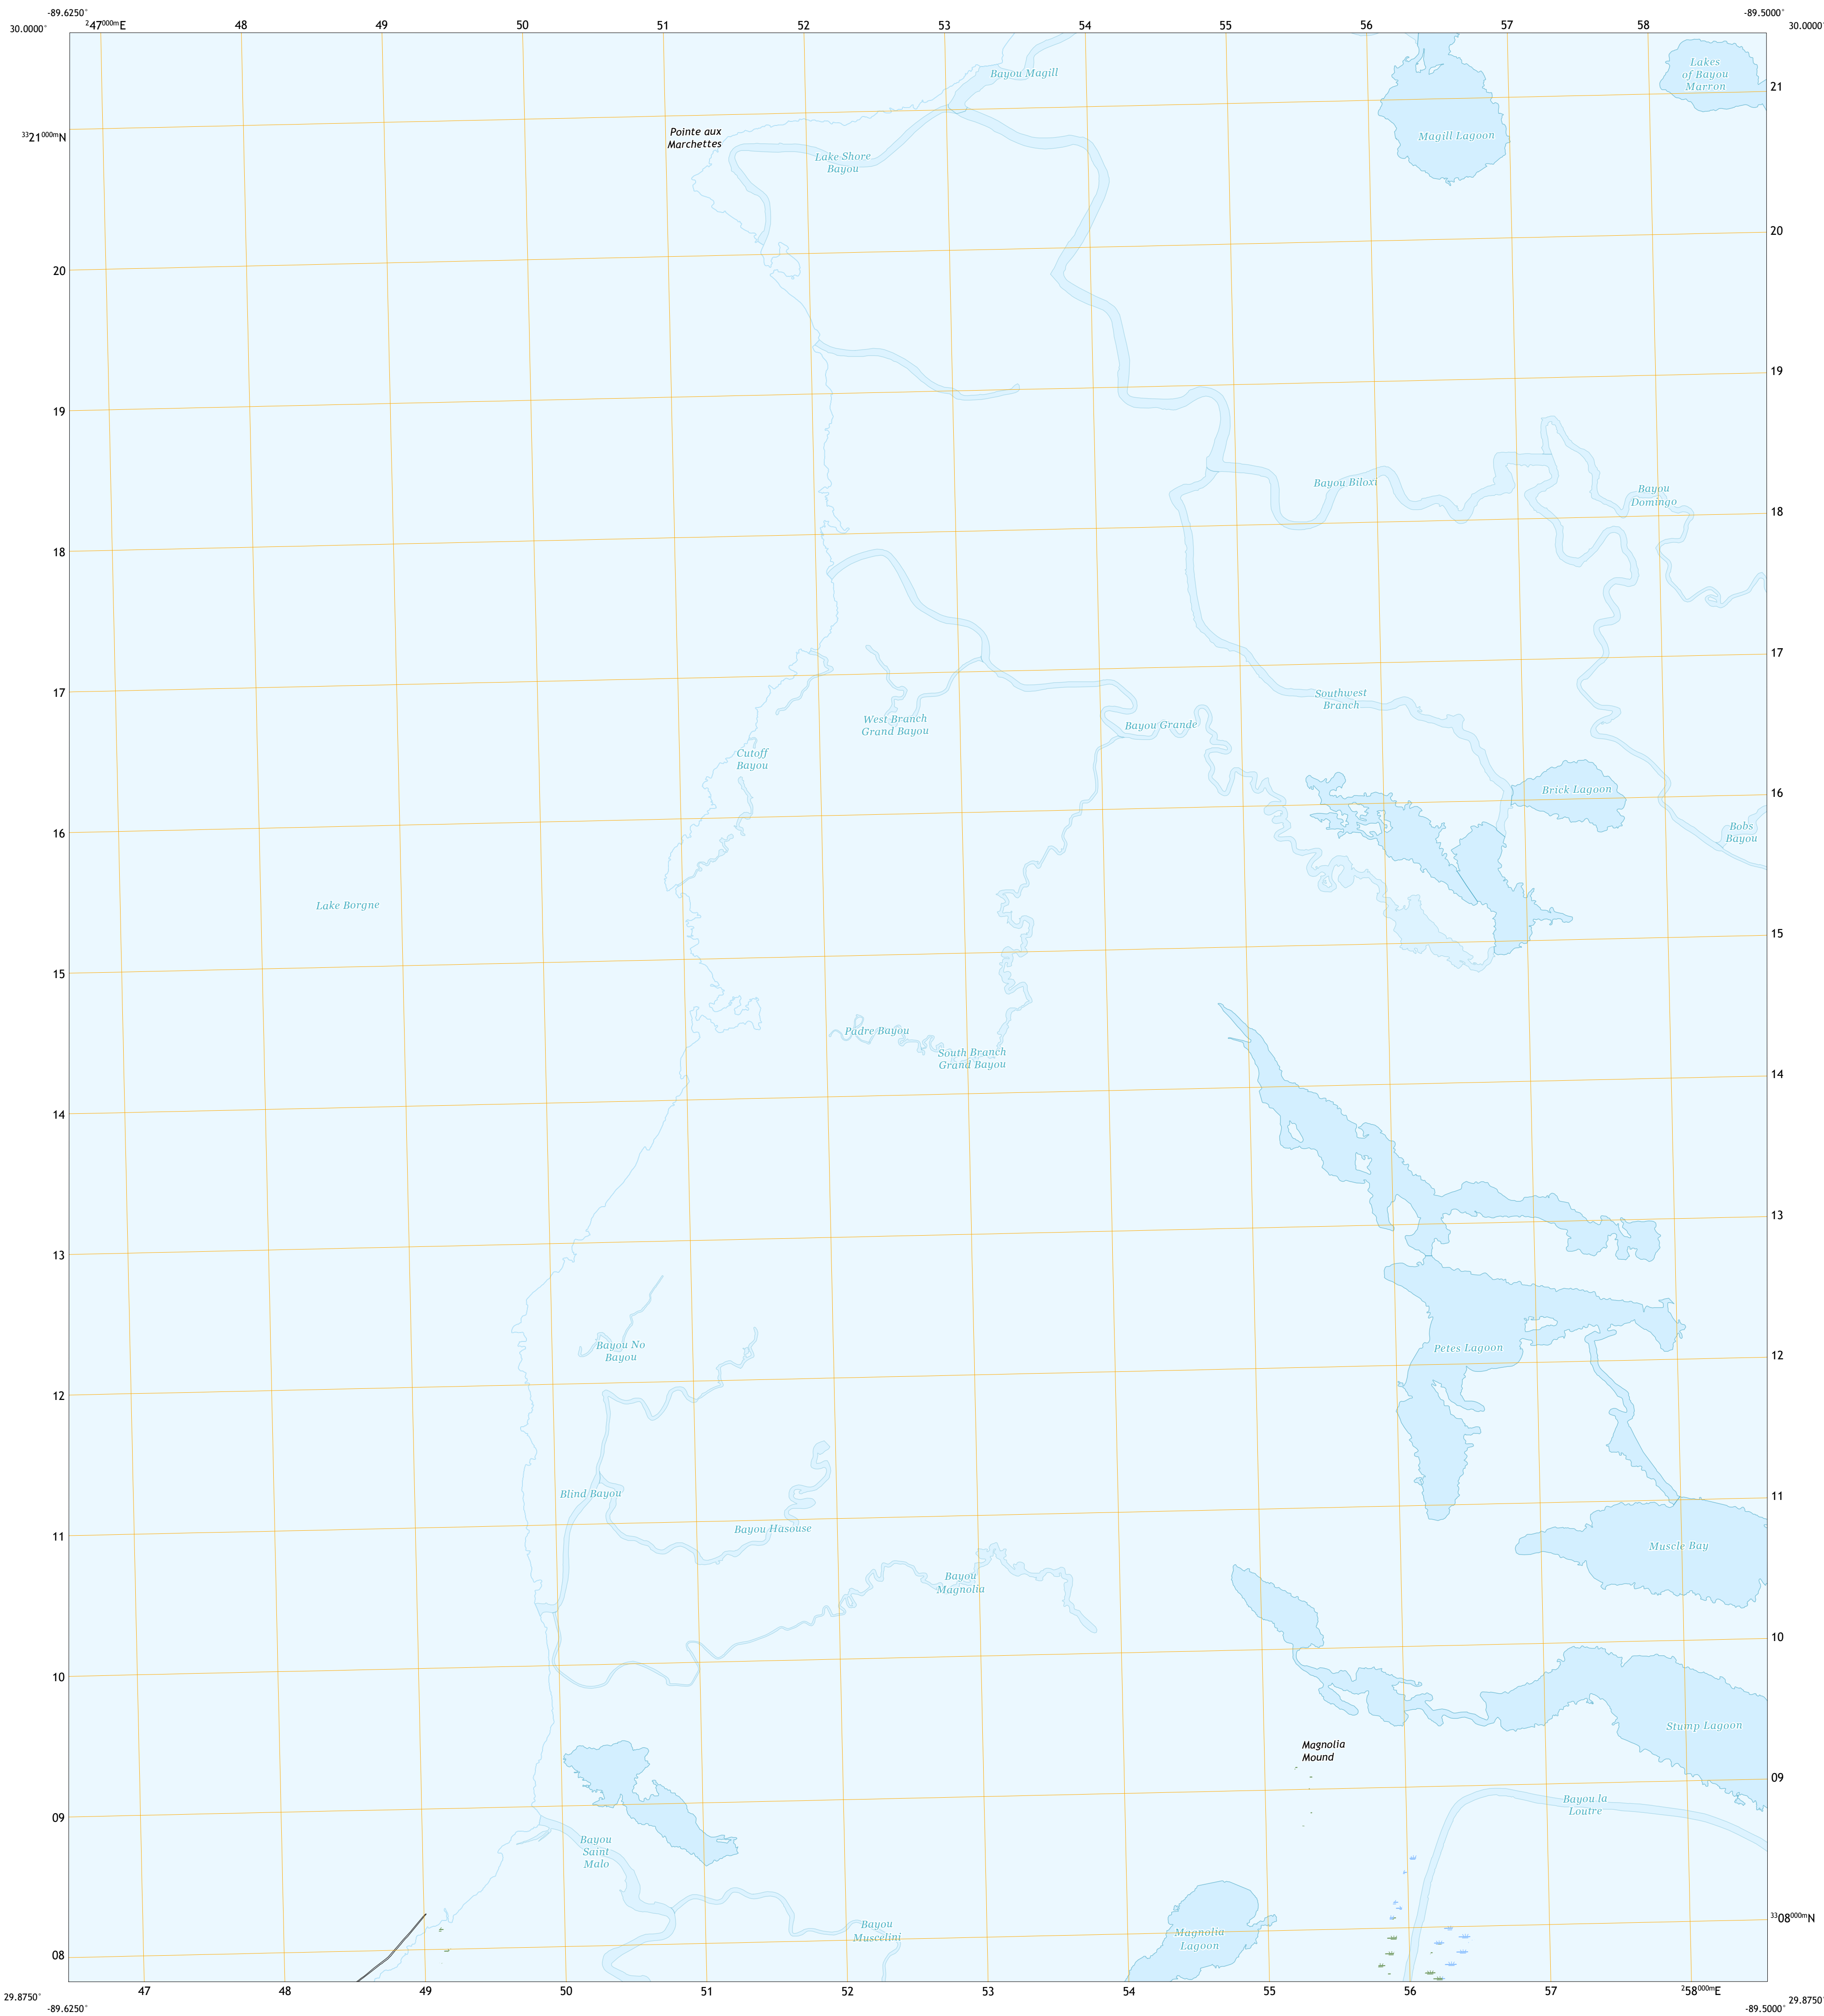 -89.6250°
-89.5000°
30.0000°
²47⁰⁰⁰ᵐE
48
49
50
51
52
53
54
55
56
57
58
30.0000°
Bayou Magill
Lakes
of Bayou
Marron
21
³³21⁰⁰⁰ᵐN
Pointe aux
Marchettes
Magill Lagoon
Lake Shore
Bayou
20
20
19
19
Bayou Biloxi
Bayou
Domingo
18
18
17
17
Southwest
Branch
West Branch
Grand Bayou
Bayou Grande
Cutoff
Bayou
Brick Lagoon
16
16
Bobs
Bayou
Lake Borgne
15
15
Padre Bayou
South Branch
Grand Bayou
14
14
13
13
Bayou No
Bayou
Petes Lagoon
12
12
Blind Bayou
11
11
Bayou Hasouse
Muscle Bay
Bayou
Magnolia
10
10
Stump Lagoon
Magnolia
Mound
09
09
Bayou la
Loutre
Bayou
Saint
Malo
³³08⁰⁰⁰ᵐN
Bayou
Muscelini
Magnolia
Lagoon
08
47
48
49
50
51
52
53
54
55
56
57
²58⁰⁰⁰ᵐE
29.8750°
29.8750°
-89.6250°
-89.5000°